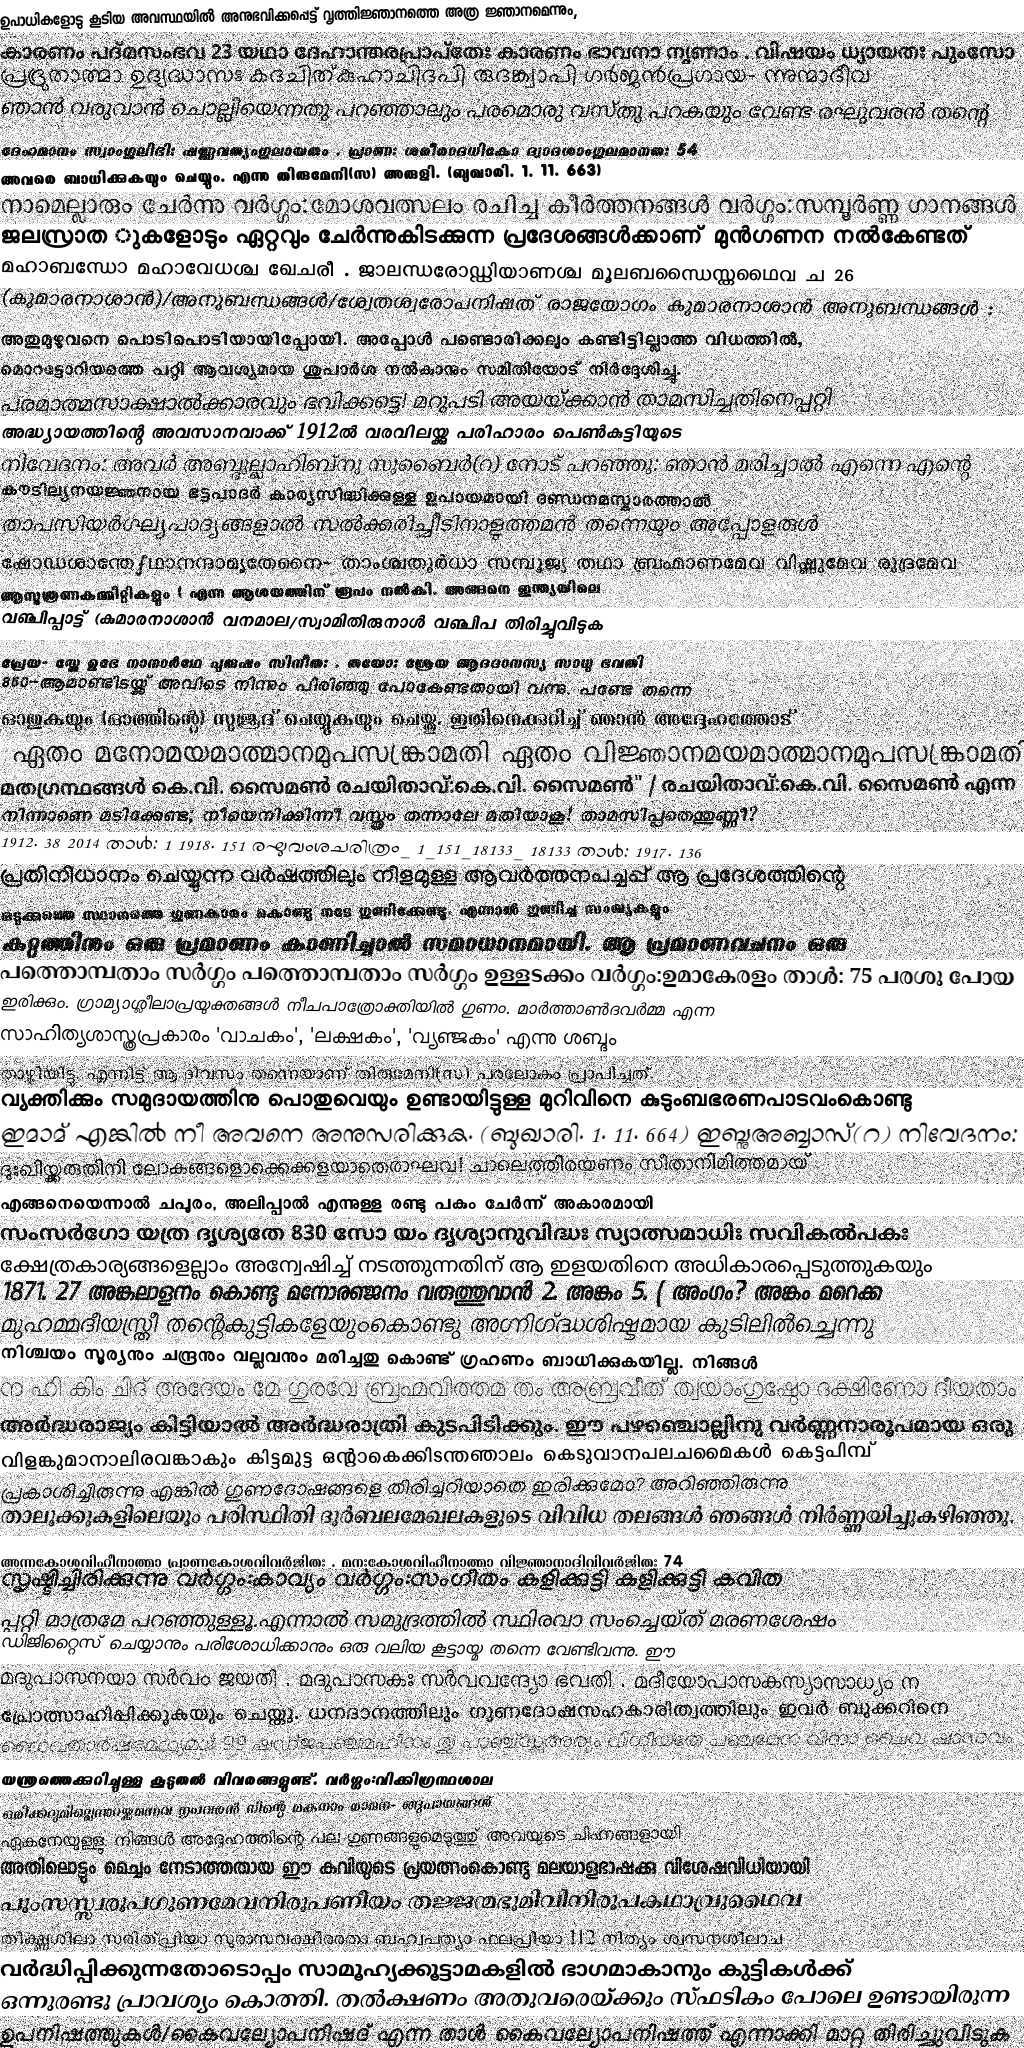 ഉപാധികളോടു കൂടിയ അവസ്ഥയിൽ അനുഭവിക്കപ്പെട്ട് വൃത്തിജ്ഞാനത്തെ അത്ര ജ്ഞാനമെന്നും,
കാരണം പദ്മസംഭവ 23 യഥാ ദേഹാന്തരപ്രാപ്തേഃ കാരണം ഭാവനാ നൃണാം . വിഷയം ധ്യായതഃ പുംസോ
പ്രദ്രുതാത്മാ ഉദ്യദ്ധാസഃ കദചിത്കുഹാചിദപി രുദങ്ക്വാപി ഗർജൻപ്രഗായ- ന്നുന്മാദീവ
ഞാൻ വരുവാൻ ചൊല്ലിയെന്നതു പറഞ്ഞാലും പരമൊരു വസ്തു പറകയും വേണ്ട രഘുവരൻ തന്റെ
ദേഹമാനം സ്വാംഗുലിഭിഃ ഷണ്ണവത്യംഗുലായതം . പ്രാണഃ ശരീരാദധികോ ദ്വാദശാംഗുലമാനതഃ 54
അവരെ ബാധിക്കുകയും ചെയ്യും. എന്നു തിരുമേനി(സ) അരുളി. (ബുഖാരി. 1. 11. 663)
നാമെല്ലാരും ചേർന്നു വർഗ്ഗം:മോശവത്സലം രചിച്ച കീർത്തനങ്ങൾ വർഗ്ഗം:സമ്പൂർണ്ണ ഗാനങ്ങൾ
ജലസ്രാത ുകളോടും ഏറ്റവും ചേർന്നുകിടക്കുന്ന പ്രദേശങ്ങൾക്കാണ് മുൻഗണന നൽകേണ്ടത്
മഹാബന്ധോ മഹാവേധശ്ച ഖേചരീ . ജാലന്ധരോഡ്ഡിയാണശ്ച മൂലബന്ധൈസ്തഥൈവ ച 26
(കുമാരനാശാൻ)/അനുബന്ധങ്ങൾ/ശ്വേതശ്വരോപനിഷത് രാജയോഗം കുമാരനാശാൻ അനുബന്ധങ്ങൾ :
അതുമുഴുവനെ പൊടിപൊടിയായിപ്പോയി. അപ്പോൾ പണ്ടൊരിക്കലും കണ്ടിട്ടില്ലാത്ത വിധത്തിൽ,
മൊറട്ടോറിയത്തെ പറ്റി ആവശ്യമായ ശുപാർശ നൽകാനും സമിതിയോട് നിർദ്ദേശിച്ചു.
പരമാത്മസാക്ഷാൽക്കാരവും ഭവിക്കട്ടെ! മറുപടി അയയ്ക്കാൻ താമസിച്ചതിനെപ്പറ്റി
അദ്ധ്യായത്തിന്റെ അവസാനവാക്ക് 1912ൽ വരവിലയ്ക്കു പരിഹാരം പെൺകുട്ടിയുടെ
നിവേദനം: അവർ അബ്ദുല്ലാഹിബ്നു സുബൈർ(റ) നോട് പറഞ്ഞു: ഞാൻ മരിച്ചാൽ എന്നെ എന്റെ
കൗടില്യനയജ്ഞനായ ഭട്ടപാദർ കാര്യസിദ്ധിക്കുള്ള ഉപായമായി ദണ്ഡനമസ്കാരത്താൽ
താപസിയർഗ്ഘ്യപാദ്യങ്ങളാൽ സൽക്കരിച്ചീടിനാളുത്തമൻ തന്നെയും അപ്പോളരുൾ
ഷോഡശാന്തേƒഥാനന്ദാമൃതേനൈ- താംശ്ചതുർധാ സമ്പൂജ്യ തഥാ ബ്രഹ്മാണമേവ വിഷ്ണുമേവ രുദ്രമേവ
ആസൂത്രണകമ്മിറ്റികളും ( എന്ന ആശയത്തിന് രൂപം നൽകി. അങ്ങനെ ഇന്ത്യയിലെ
വഞ്ചിപ്പാട്ട് (കുമാരനാശാൻ വനമാല/സ്വാമിതിരുനാൾ വഞ്ചിപ തിരിച്ചുവിടുക
പ്രേയ- സ്തേ ഉഭേ നാനാർഥേ പുരുഷം സിനീതഃ . തയോഃ ശ്രേയ ആദദാനസ്യ സാധു ഭവതി
850-ആമാണ്ടിടയ്ക്ക് അവിടെ നിന്നും പിരിഞ്ഞു പോകേണ്ടതായി വന്നു. പണ്ടേ തന്നെ
ഓതുകയും (ഓത്തിന്റെ) സുജൂദ് ചെയ്യുകയും ചെയ്തു. ഇതിനെക്കുറിച്ച് ഞാൻ അദ്ദേഹത്തോട്
ഏതം മനോമയമാത്മാനമുപസങ്ക്രാമതി ഏതം വിജ്ഞാനമയമാത്മാനമുപസങ്ക്രാമതി
മതഗ്രന്ഥങ്ങൾ കെ.വി. സൈമൺ രചയിതാവ്:കെ.വി. സൈമൺ" / രചയിതാവ്:കെ.വി. സൈമൺ എന്ന
നിന്നാണെ മടിക്കേണ്ട, നീയെനിക്കിന്നീ വസ്ത്രം തന്നാലേ മതിയാകൂ! താമസിപ്പതെന്തുണ്ണീ?
1912. 38 2014 താൾ: 1 1918. 151 രഘുവംശചരിത്രം _ 1_151_18133_ 18133 താൾ: 1917. 136
പ്രതിനിധാനം ചെയ്യുന്ന വർഷത്തിലും നീളമുള്ള ആവർത്തനപച്ചപ്പ് ആ പ്രദേശത്തിന്റെ
ഒടുക്കത്തെ സ്ഥാനത്തെ ഗുണകാരം കൊണ്ടു നടേ ഗുണിക്കേണ്ടു. എന്നാൽ ഗുണിച്ച സംഖ്യകളും
കുറ്റത്തിനും ഒരു പ്രമാണം കാണിച്ചാൽ സമാധാനമായി. ആ പ്രമാണവചനം ഒരു
പത്തൊമ്പതാം സർഗ്ഗം പത്തൊമ്പതാം സർഗ്ഗം ഉള്ളടക്കം വർഗ്ഗം:ഉമാകേരളം താൾ: 75 പരശു പോയ
ഇരിക്കും. ഗ്രാമ്യാശ്ലീലാപ്രയുക്തങ്ങൾ നീചപാത്രോക്തിയിൽ ഗുണം. മാർത്താണ്ഡവർമ്മ എന്ന
സാഹിത്യശാസ്ത്രപ്രകാരം 'വാചകം', 'ലക്ഷകം', 'വ്യഞ്ജകം' എന്നു ശബ്ദം
താഴ്ത്തിയിട്ടു. എന്നിട്ട് ആ ദിവസം തന്നെയാണ് തിരുമേനി(സ) പരലോകം പ്രാപിച്ചത്.
വ്യക്തിക്കും സമുദായത്തിനു പൊതുവെയും ഉണ്ടായിട്ടുള്ള മുറിവിനെ കുടുംബഭരണപാടവംകൊണ്ടു
ഇമാമ് എങ്കിൽ നീ അവനെ അനുസരിക്കുക. (ബുഖാരി. 1. 11. 664) ഇബ്നുഅബ്ബാസ്(റ) നിവേദനം:
ദുഃഖിയ്ക്കരുതിനി ലോകങ്ങളൊക്കെക്കളയാതെരാഘവ! ചാലെത്തിരയണം സീതാനിമിത്തമായ്
എങ്ങനെയെന്നാൽ ചപൂരം, അലിപ്പാൽ എന്നുള്ള രണ്ടു പകം ചേർന്ന് അകാരമായി
സംസർഗോ യത്ര ദൃശ്യതേ 830 സോ യം ദൃശ്യാനുവിദ്ധഃ സ്യാത്സമാധിഃ സവികൽപകഃ
ക്ഷേത്രകാര്യങ്ങളെല്ലാം അന്വേഷിച്ച് നടത്തുന്നതിന് ആ ഇളയതിനെ അധികാരപ്പെടുത്തുകയും
1871. 27 അങ്കലാളനം കൊണ്ടു മനോരഞ്ജനം വരുത്തുവാൻ 2. അങ്കം 5. ( അംഗം? അങ്കം മറെക്ക
മുഹമ്മദീയസ്ത്രീ തന്റെകുട്ടികളേയുംകൊണ്ടു അഗ്നിഗ്ദ്ധശിഷ്ടമായ കുടിലിൽച്ചെന്നു
നിശ്ചയം സൂര്യനും ചന്ദ്രനും വല്ലവനും മരിച്ചതു കൊണ്ട് ഗ്രഹണം ബാധിക്കുകയില്ല. നിങ്ങൾ
ന ഹി കിം ചിദ് അദേയം മേ ഗുരവേ ബ്രഹ്മവിത്തമ തം അബ്രവീത് ത്വയാംഗുഷ്ഠോ ദക്ഷിണോ ദീയതാം
അർദ്ധരാജ്യം കിട്ടിയാൽ അർദ്ധരാത്രി കുടപിടിക്കും. ഈ പഴഞ്ചൊല്ലിനു വർണ്ണനാരൂപമായ ഒരു
വിളങ്കുമാനാലിരവങ്കാകും കിട്ടമുട്ട ഒന്റാകെക്കിടന്തഞാലം കെടുവാനപലചമൈകൾ കെട്ടപിമ്പ്
പ്രകാശിച്ചിരുന്നു എങ്കിൽ ഗുണദോഷങ്ങളെ തിരിച്ചറിയാതെ ഇരിക്കുമോ? അറിഞ്ഞിരുന്നു
താലൂക്കുകളിലെയും പരിസ്ഥിതി ദുർബലമേഖലകളുടെ വിവിധ തലങ്ങൾ ഞങ്ങൾ നിർണ്ണയിച്ചുകഴിഞ്ഞു.
അന്നകോശവിഹീനാത്മാ പ്രാണകോശവിവർജിതഃ . മനഃകോശവിഹീനാത്മാ വിജ്ഞാനാദിവിവർജിതഃ 74
സൃഷ്ടിച്ചിരിക്കുന്നു വർഗ്ഗം:കാവ്യം വർഗ്ഗം:സംഗീതം കളിക്കുട്ടി കളിക്കുട്ടി കവിത
പ്പറ്റി മാത്രമേ പറഞ്ഞുള്ളൂ.എന്നാൽ സമുദ്രത്തിൽ സ്ഥിരവാ സംചെയ്ത് മരണശേഷം
ഡിജിറ്റൈസ് ചെയ്യാനും പരിശോധിക്കാനും ഒരു വലിയ കൂട്ടായ്മ തന്നെ വേണ്ടിവന്നു. ഈ
മദുപാസനയാ സർവം ജയതി . മദുപാസകഃ സർവവന്ദ്യോ ഭവതി . മദീയോപാസകസ്യാസാധ്യം ന
പ്രോത്സാഹിപ്പിക്കുകയും ചെയ്തു. ധനദാനത്തിലും ഗുണദോഷസഹകാരിത്വത്തിലും ഇവർ ബുക്കറിനെ
യന്ത്രത്തെക്കുറിച്ചുള്ള കൂടുതൽ വിവരങ്ങളുണ്ട്. വർഗ്ഗം:വിക്കിഗ്രന്ഥശാല
ഏകനേയുള്ളു. നിങ്ങൾ അദ്ദേഹത്തിന്റെ പല ഗുണങ്ങളുമെടുത്തു് അവയുടെ ചിഹ്നങ്ങളായി
അതിലൊട്ടും മെച്ചം നേടാത്തതായ ഈ കവിയുടെ പ്രയത്നംകൊണ്ടു മലയാളഭാഷക്കു വിശേഷവിധിയായി
പുംസസ്സ്വരുപഗുണമേവനിരുപണീയം തജ്ജന്മഭുമിവിനിരൂപകഥാവ്രുഥൈവ
തീക്ഷ്ണശീലാ സരിത്പ്രിയാ സുരാസവക്ഷീരരതാ ബഹ്വപത്യാ ഫലപ്രിയാ 112 നിത്യം ശ്വസനശീലാച
വർദ്ധിപ്പിക്കുന്നതോടൊപ്പം സാമൂഹ്യക്കൂട്ടാമകളിൽ ഭാഗമാകാനും കുട്ടികൾക്ക്
ഒന്നുരണ്ടു പ്രാവശ്യം കൊത്തി. തൽക്ഷണം അതുവരെയ്ക്കും സ്ഫടികം പോലെ ഉണ്ടായിരുന്ന
ഉപനിഷത്തുകൾ/കൈവല്യോപനിഷദ് എന്ന താൾ കൈവല്യോപനിഷത്ത് എന്നാക്കി മാറ്റു തിരിച്ചുവിടുക